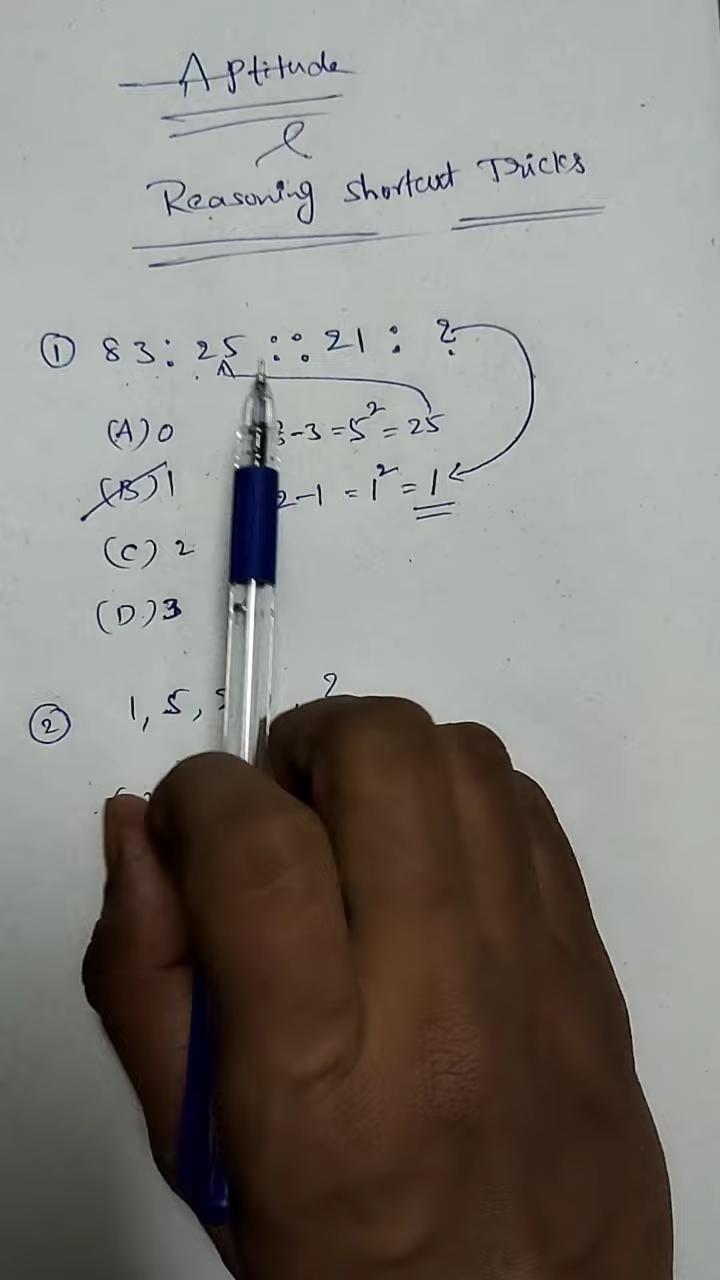 Aptitude
&
Reasoning shortcut Tricks
① 83 : 25 :: 21 : ?
(A) 0
-3 = 5² = 25
(B) 1
2-1 = 1² = 1
(C) 2
(D) 3
② 1, 5, , ?